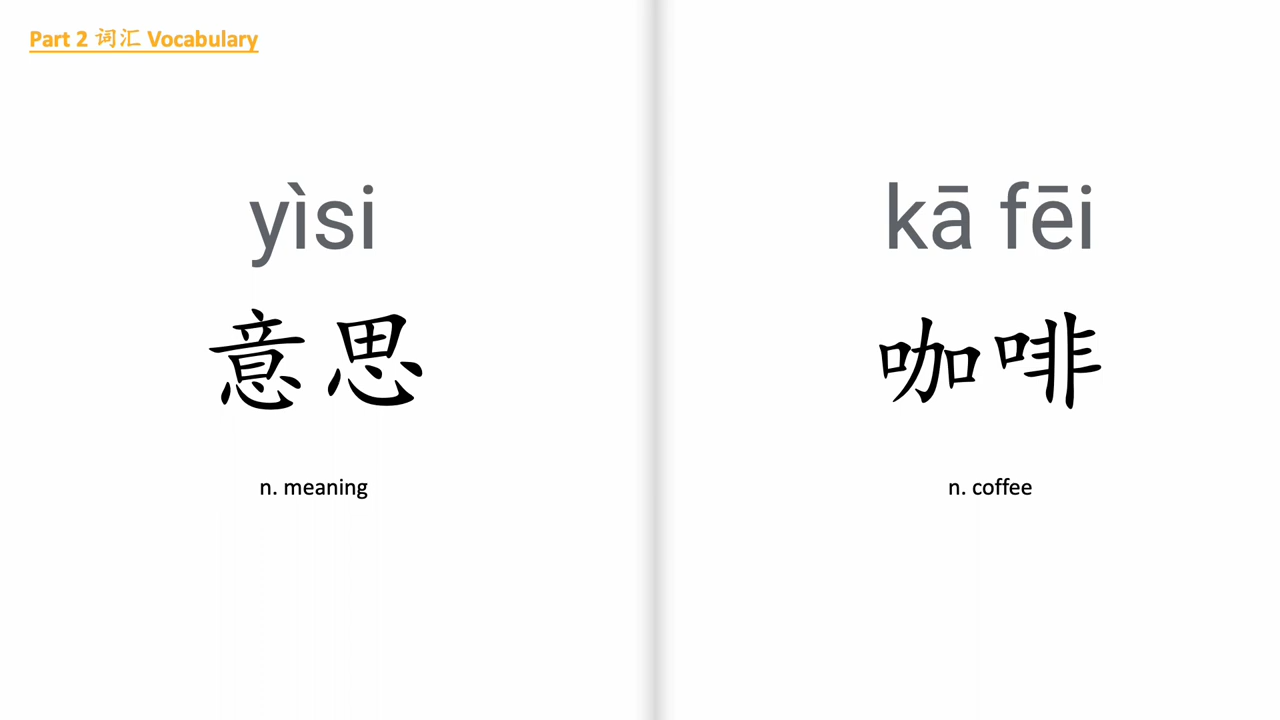 Part 2 词汇 Vocabulary
yìsi
意思
n. meaning
kā fēi
咖啡
n. coffee